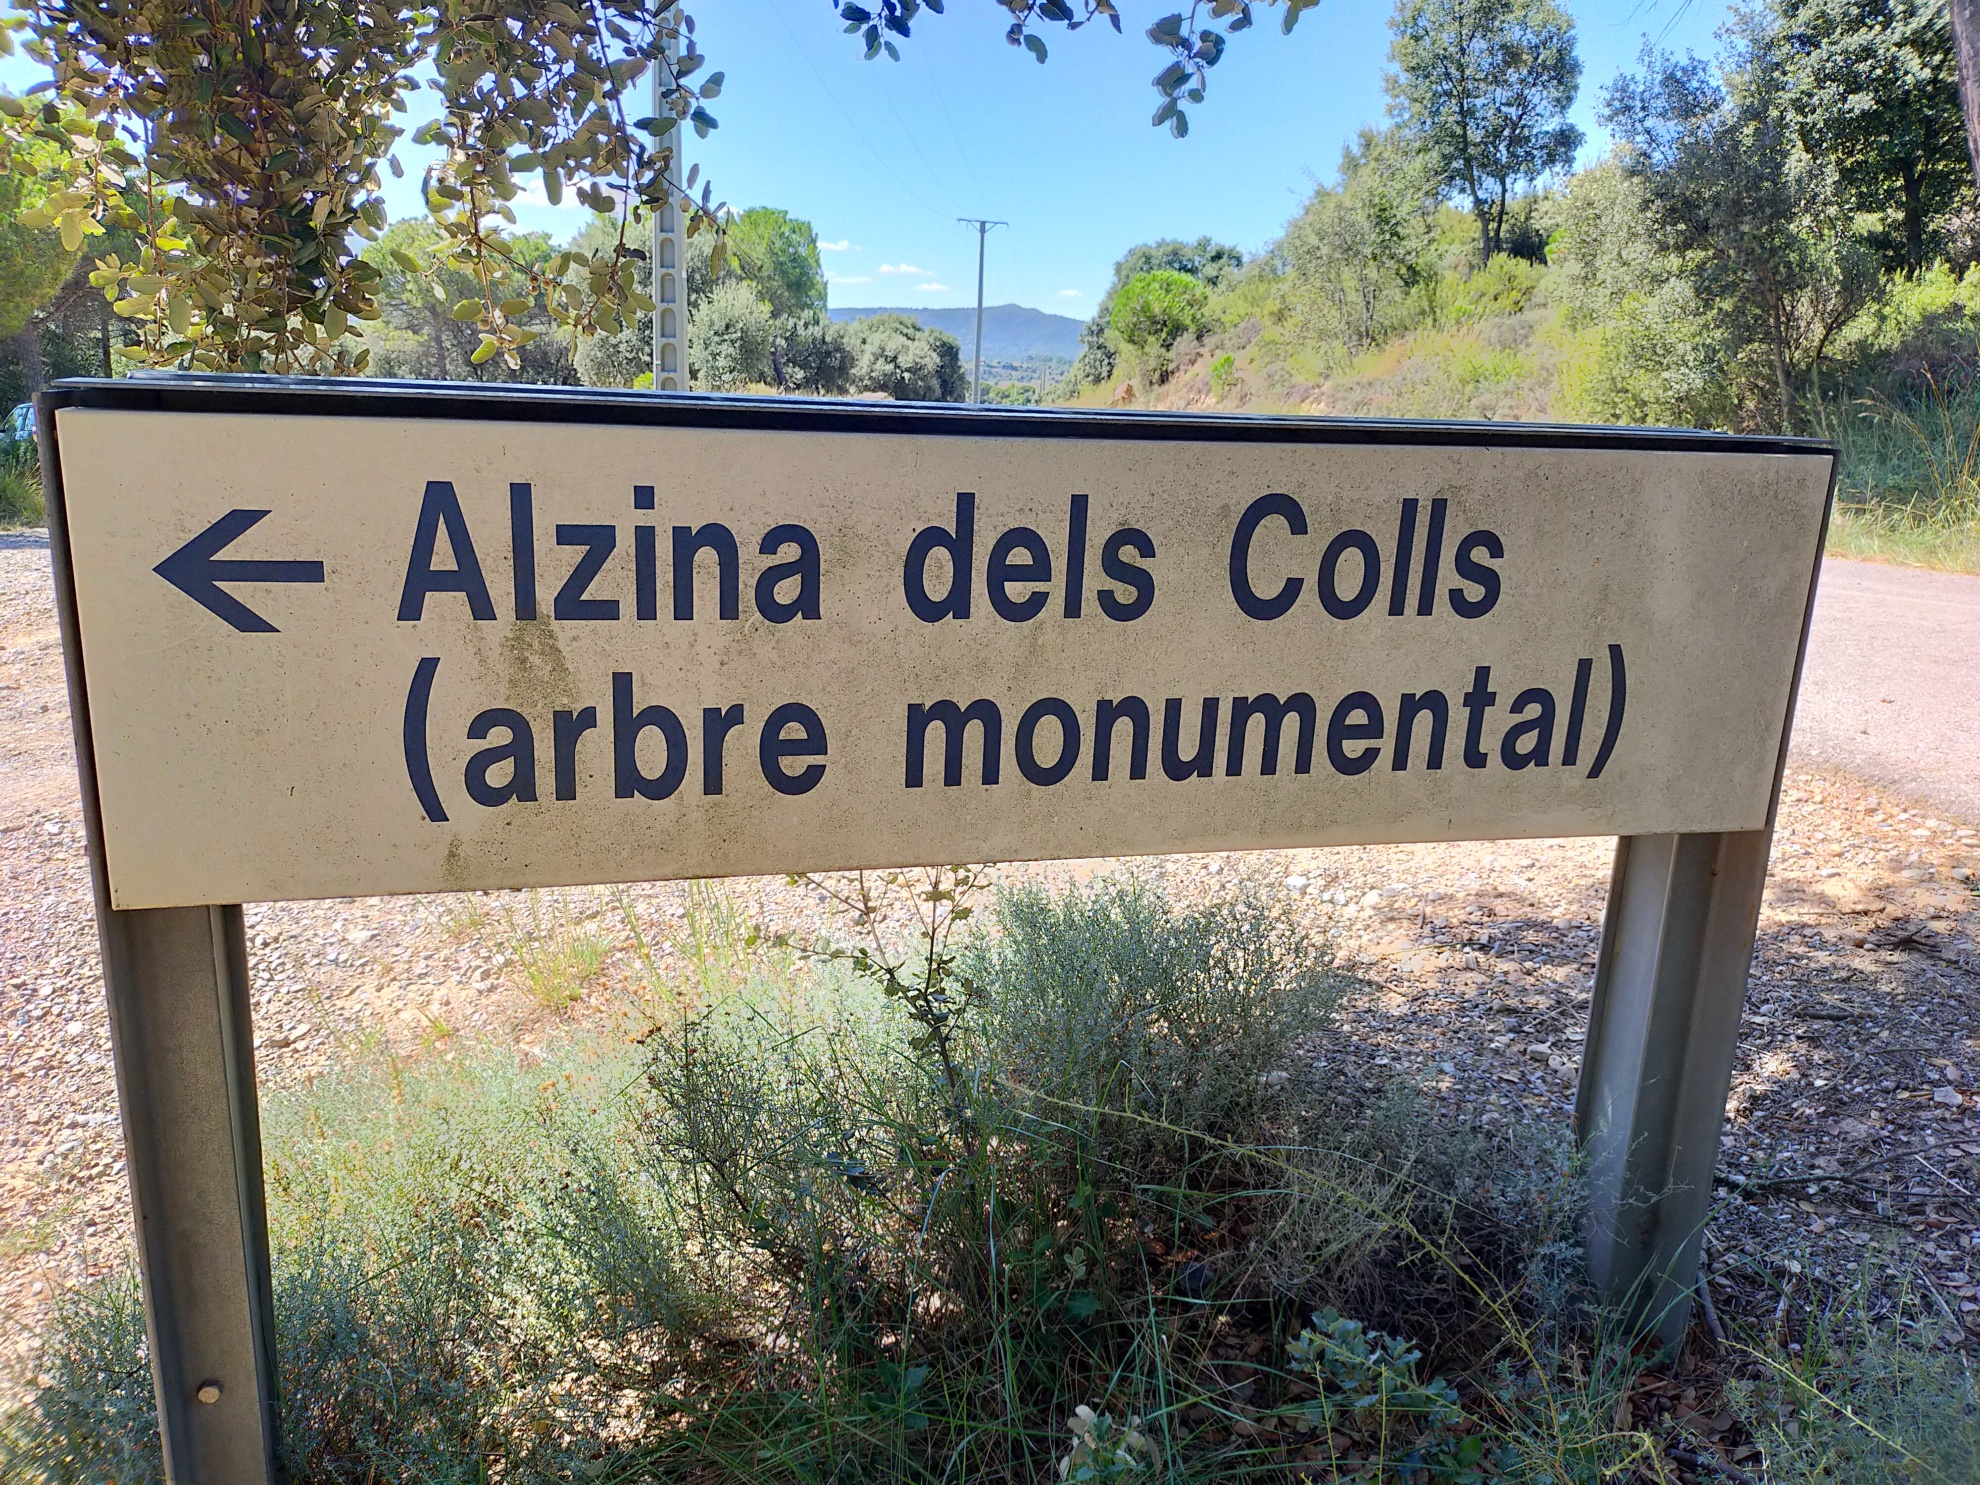 ← Alzina dels Colls
(arbre monumental)